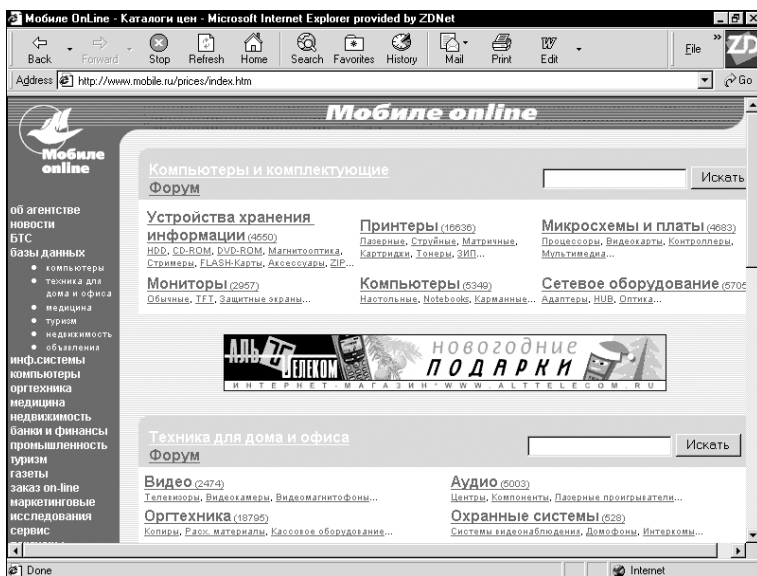 Мобиле OnLine - Каталоги цен - Microsoft Internet Explorer provided by ZDNet
Back
Forward
Stop
Refresh
Home
Search
Favorites
History
Mail
Print
Edit
»
File
ZD
Address
http://www.mobile.ru/prices/index.htm
Go
Мобиле online
Мобиле
online
об агентстве
новости
БТС
базы данных
компьютеры
техника для
дома и офиса
медицина
туризм
недвижимость
объявления
инф.системы
компьютеры
оргтехника
медицина
недвижимость
банки и финансы
промышленность
туризм
газеты
заказ on-line
маркетинговые
исследования
сервис
Компьютеры и комплектующие
Форум
Искать
Устройства хранения
информации (4550)
HDD, CD-ROM, DVD-ROM, Магнитооптика,
Стримеры, FLASH-Карты, Аксессуары, ZIP...
Принтеры (16636)
Лазерные, Струйные, Матричные,
Картриджи, Тонеры, ЗИП...
Микросхемы и платы (4683)
Процессоры, Видеокарты, Контроллеры,
Мультимедиа...
Мониторы (2957)
Обычные, TFT, Защитные экраны...
Компьютеры (5349)
Настольные, Notebooks, Карманные...
Сетевое оборудование (5705
Адаптеры, HUB, Оптика...
АЛЬТ ТЕЛЕКОМ
НОВОГОДНИЕ
ПОДАРКИ
ИНТЕРНЕТ-МАГАЗИН*WWW.ALTTELECOM.RU
Техника для дома и офиса
Форум
Искать
Видео (2474)
Телевизоры, Видеокамеры, Видеомагнитофоны...
Аудио (5003)
Центры, Компоненты, Лазерные проигрыватели...
Оргтехника (18795)
Копиры, Расх. материалы, Кассовое оборудование...
Охранные системы (528)
Системы видеонаблюдения, Домофоны, Интеркомы...
Done
Internet